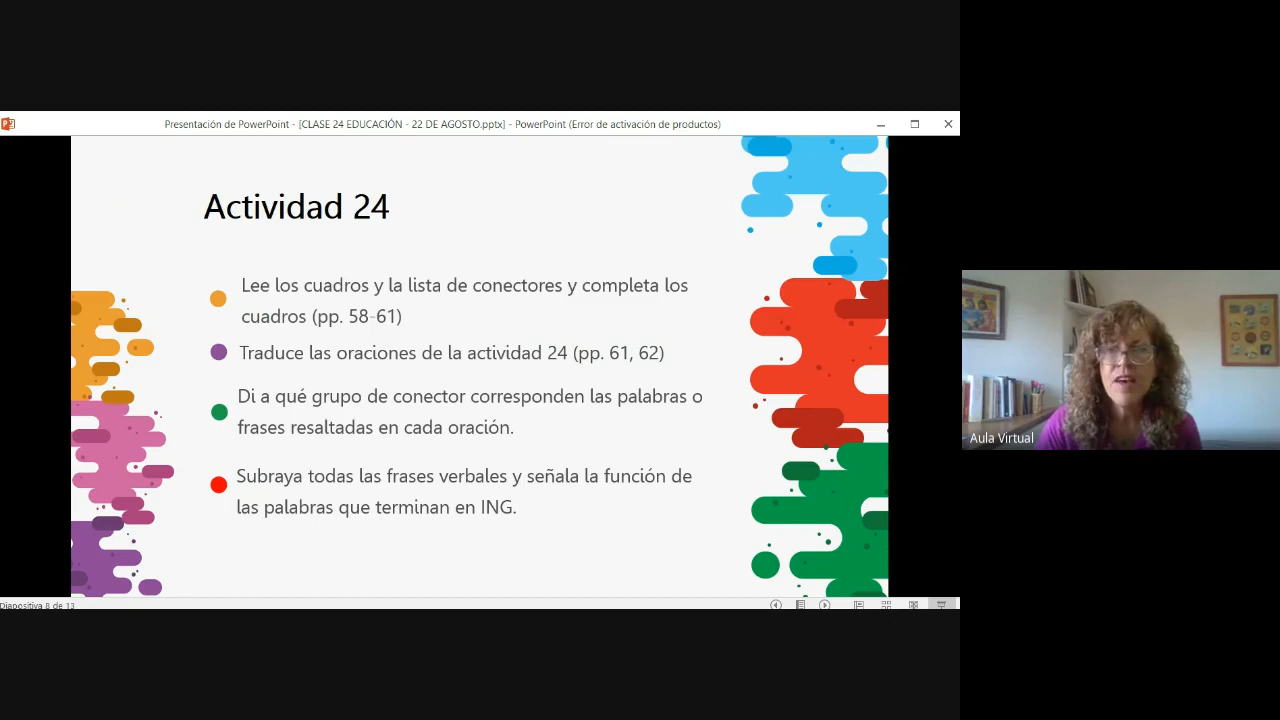 Presentación de PowerPoint - [CLASE 24 EDUCACIÓN - 22 DE AGOSTO.pptx] - PowerPoint (Error de activación de productos)
Actividad 24
Lee los cuadros y la lista de conectores y completa los
cuadros (pp. 58-61)
Traduce las oraciones de la actividad 24 (pp. 61, 62)
Di a qué grupo de conector corresponden las palabras o
frases resaltadas en cada oración.
Subraya todas las frases verbales y señala la función de
las palabras que terminan en ING.
Aula Virtual
Diapositiva 8 de 13